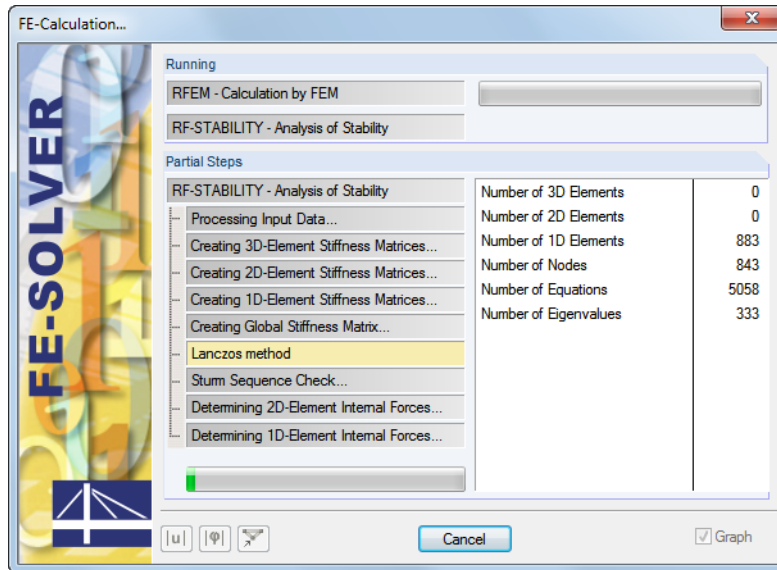 FE-Calculation...
x
FE-SOLVER
Running
RFEM - Calculation by FEM
RF-STABILITY - Analysis of Stability
Partial Steps
RF-STABILITY - Analysis of Stability
Processing Input Data...
Creating 3D-Element Stiffness Matrices...
Creating 2D-Element Stiffness Matrices...
Creating 1D-Element Stiffness Matrices...
Creating Global Stiffness Matrix...
Lanczos method
Sturm Sequence Check...
Determining 2D-Element Internal Forces...
Determining 1D-Element Internal Forces...
Number of 3D Elements 0
Number of 2D Elements 0
Number of 1D Elements 883
Number of Nodes 843
Number of Equations 5058
Number of Eigenvalues 333
|u| |φ| Cancel Graph